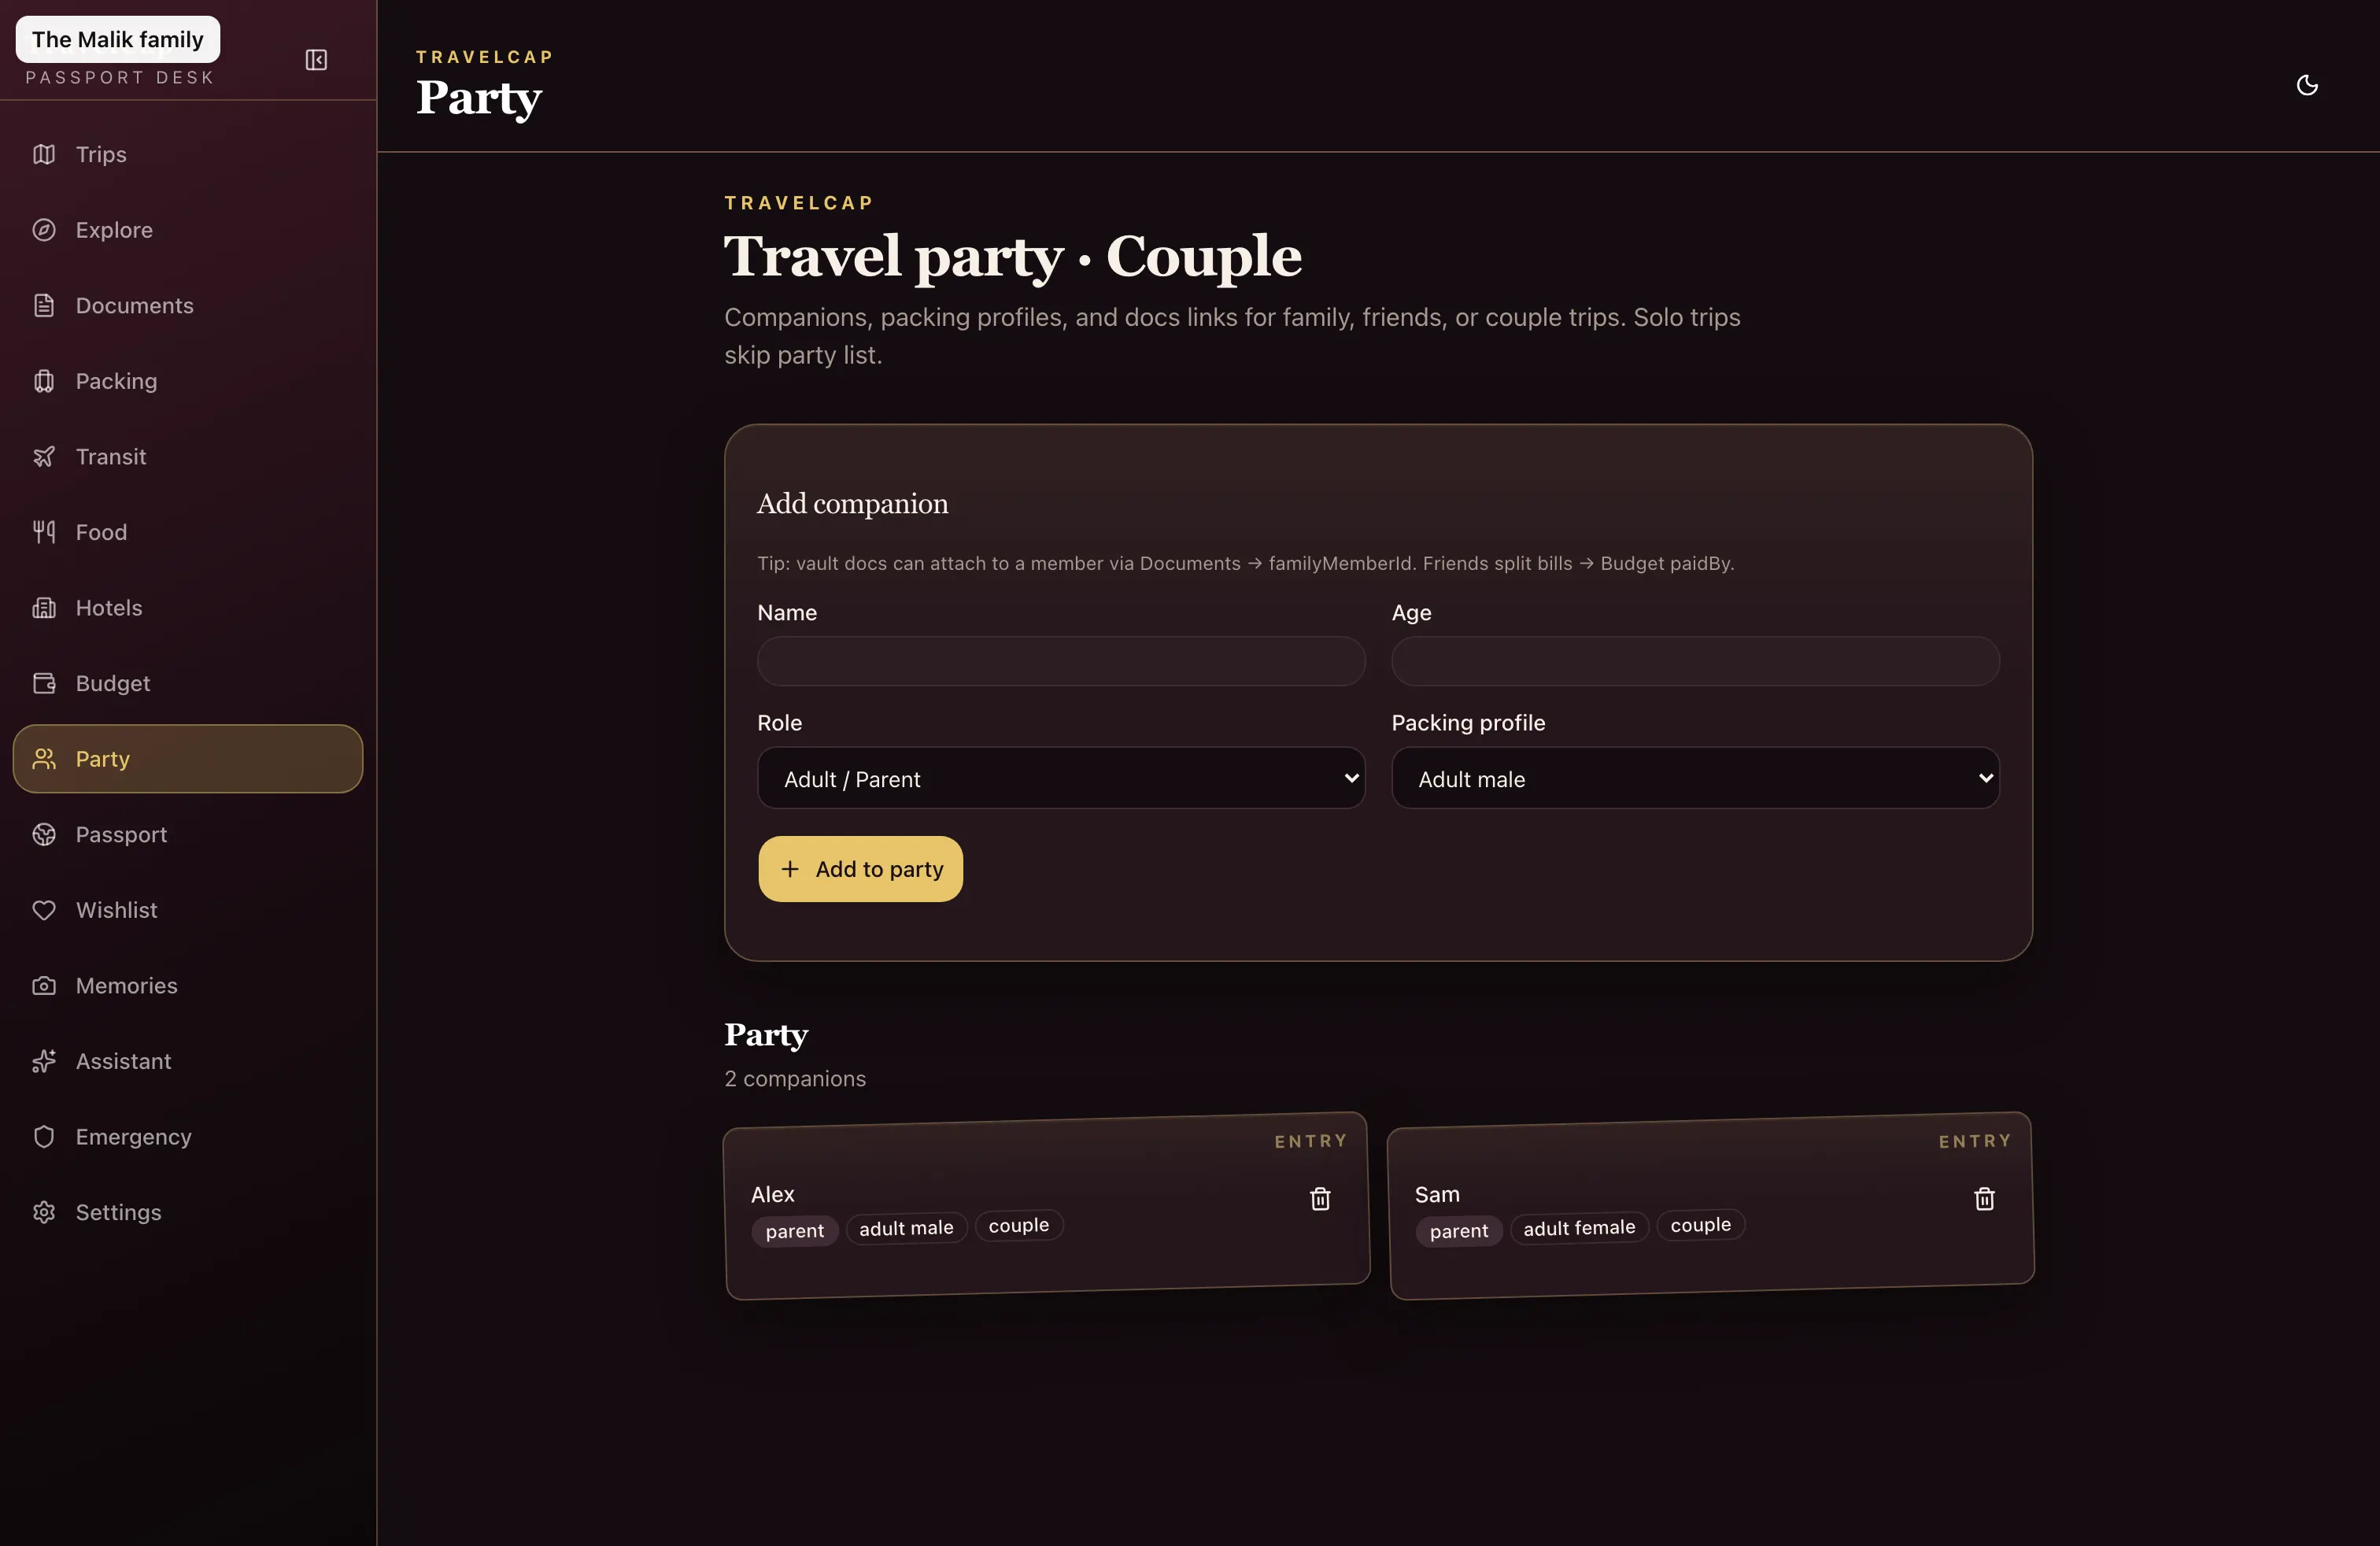 The Malik family
PASSPORT DESK
Trips
Explore
Documents
Packing
Transit
Food
Hotels
Budget
Party
Passport
Wishlist
Memories
Assistant
Emergency
Settings
TRAVELCAP
Party
TRAVELCAP
Travel party · Couple
Companions, packing profiles, and docs links for family, friends, or couple trips. Solo trips
skip party list.
Add companion
Tip: vault docs can attach to a member via Documents → familyMemberId. Friends split bills → Budget paidBy.
Name
Age
Role
Packing profile
Adult / Parent
Adult male
+ Add to party
Party
2 companions
ENTRY
Alex
parent adult male couple
ENTRY
Sam
parent adult female couple